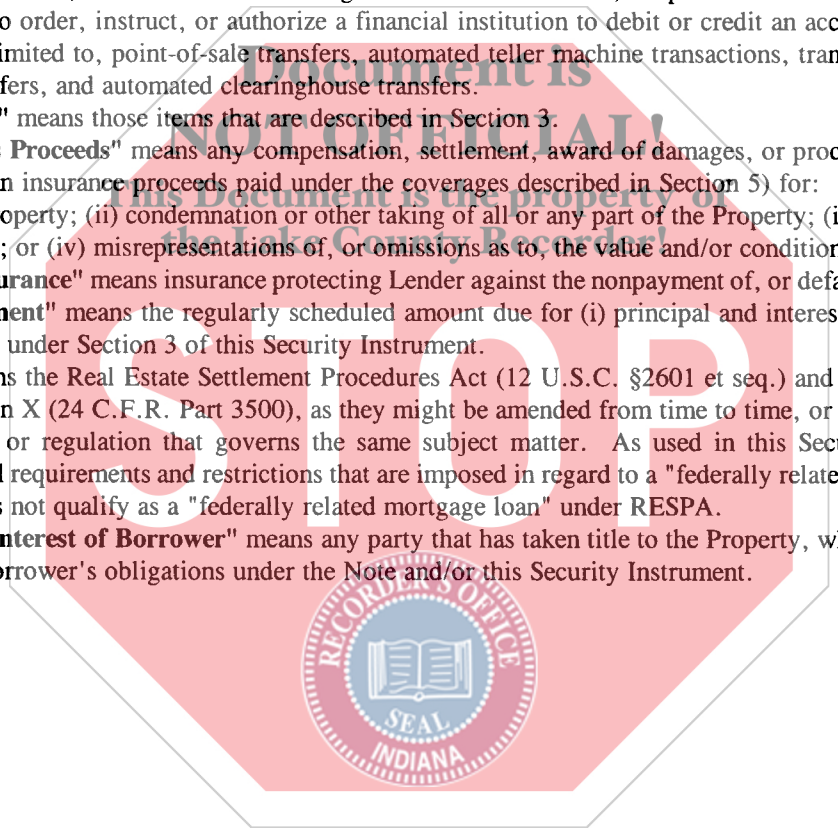 o order, instruct, or authorize a financial institution to debit or credit an acc
imited to, point-of-sale transfers, automated teller machine transactions, tran
fers, and automated clearinghouse transfers.
" means those items that are described in Section 3.
Proceeds" means any compensation, settlement, award of damages, or proc
n insurance proceeds paid under the coverages described in Section 5) for:
operty; (ii) condemnation or other taking of all or any part of the Property; (i
; or (iv) misrepresentations of, or omissions as to, the value and/or condition
urance" means insurance protecting Lender against the nonpayment of, or defa
nent" means the regularly scheduled amount due for (i) principal and interes
under Section 3 of this Security Instrument.
ns the Real Estate Settlement Procedures Act (12 U.S.C. §2601 et seq.) and
n X (24 C.F.R. Part 3500), as they might be amended from time to time, or
or regulation that governs the same subject matter. As used in this Secu
l requirements and restrictions that are imposed in regard to a "federally relate
s not qualify as a "federally related mortgage loan" under RESPA.
nterest of Borrower" means any party that has taken title to the Property, w
orrower's obligations under the Note and/or this Security Instrument.
Document is
NOT OFFICIAL!
This Document is the property of
the Lake County Recorder!
STOP
RECORDER'S OFFICE
SEAL
INDIANA